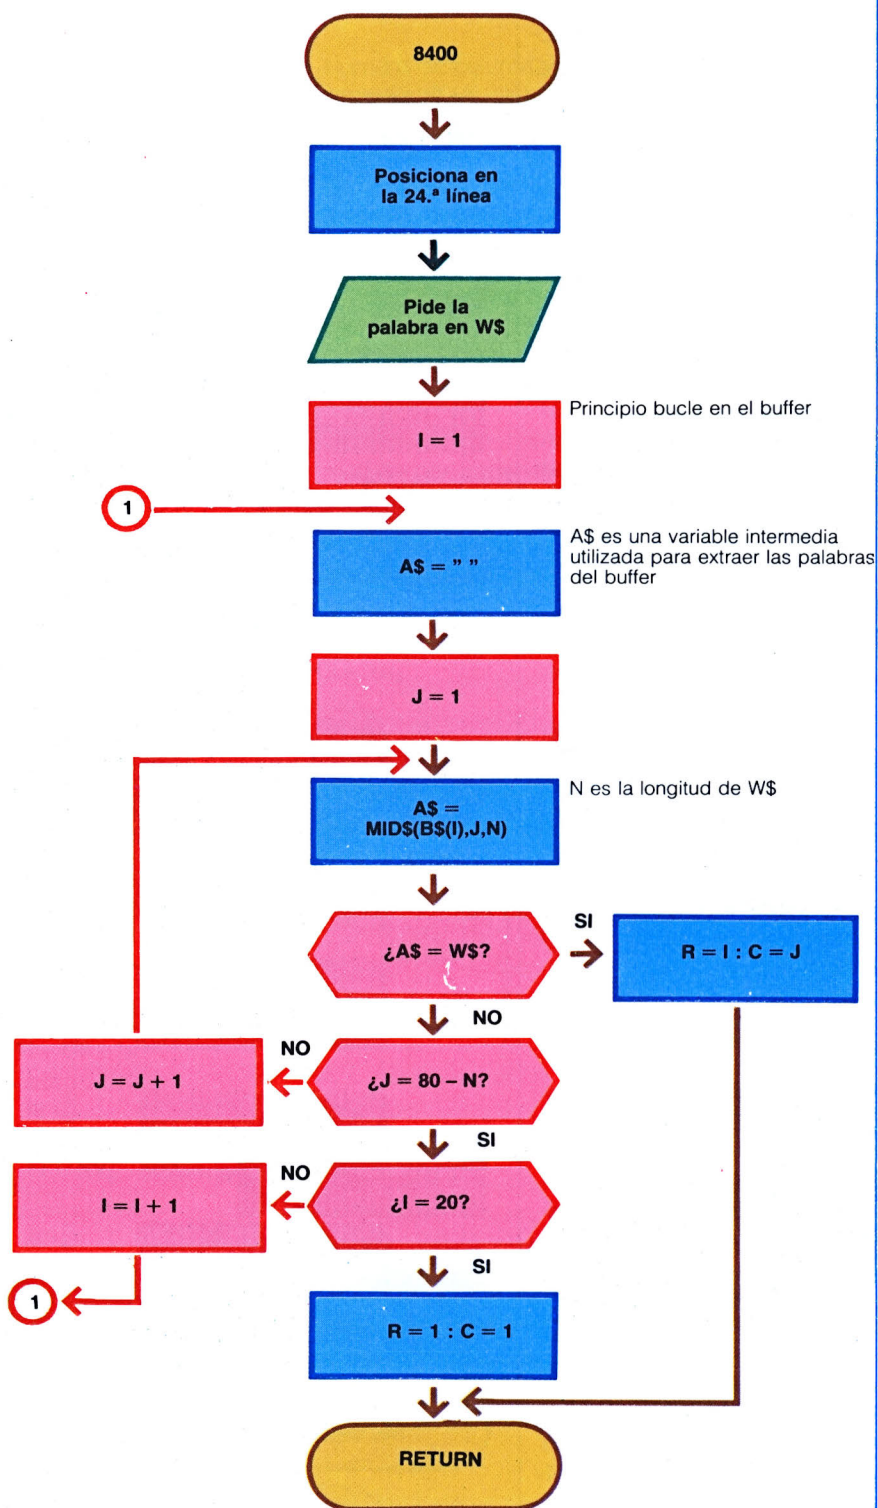 8400
Posiciona en
la 24.ª línea
Pide la
palabra en W$
I = 1
Principio bucle en el buffer
1
A$ = ” ”
A$ es una variable intermedia
utilizada para extraer las palabras
del buffer
J = 1
A$ =
MID$(B$(I),J,N)
N es la longitud de W$
¿A$ = W$?
SI
R = I : C = J
NO
¿J = 80 – N?
NO
J = J + 1
SI
¿I = 20?
NO
I = I + 1
SI
1
R = 1 : C = 1
RETURN